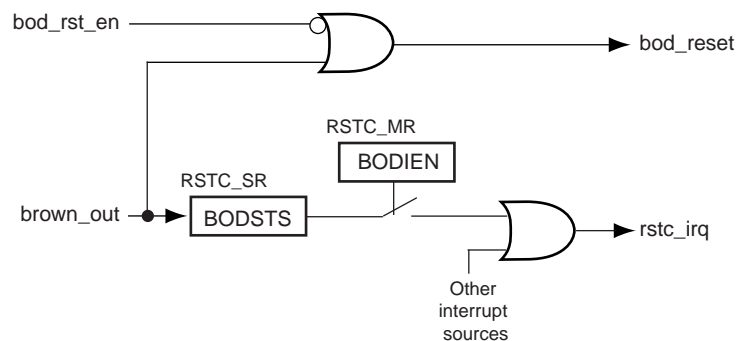 bod_rst_en
bod_reset
RSTC_MR
BODIEN
RSTC_SR
brown_out
BODSTS
rstc_irq
Other
interrupt
sources